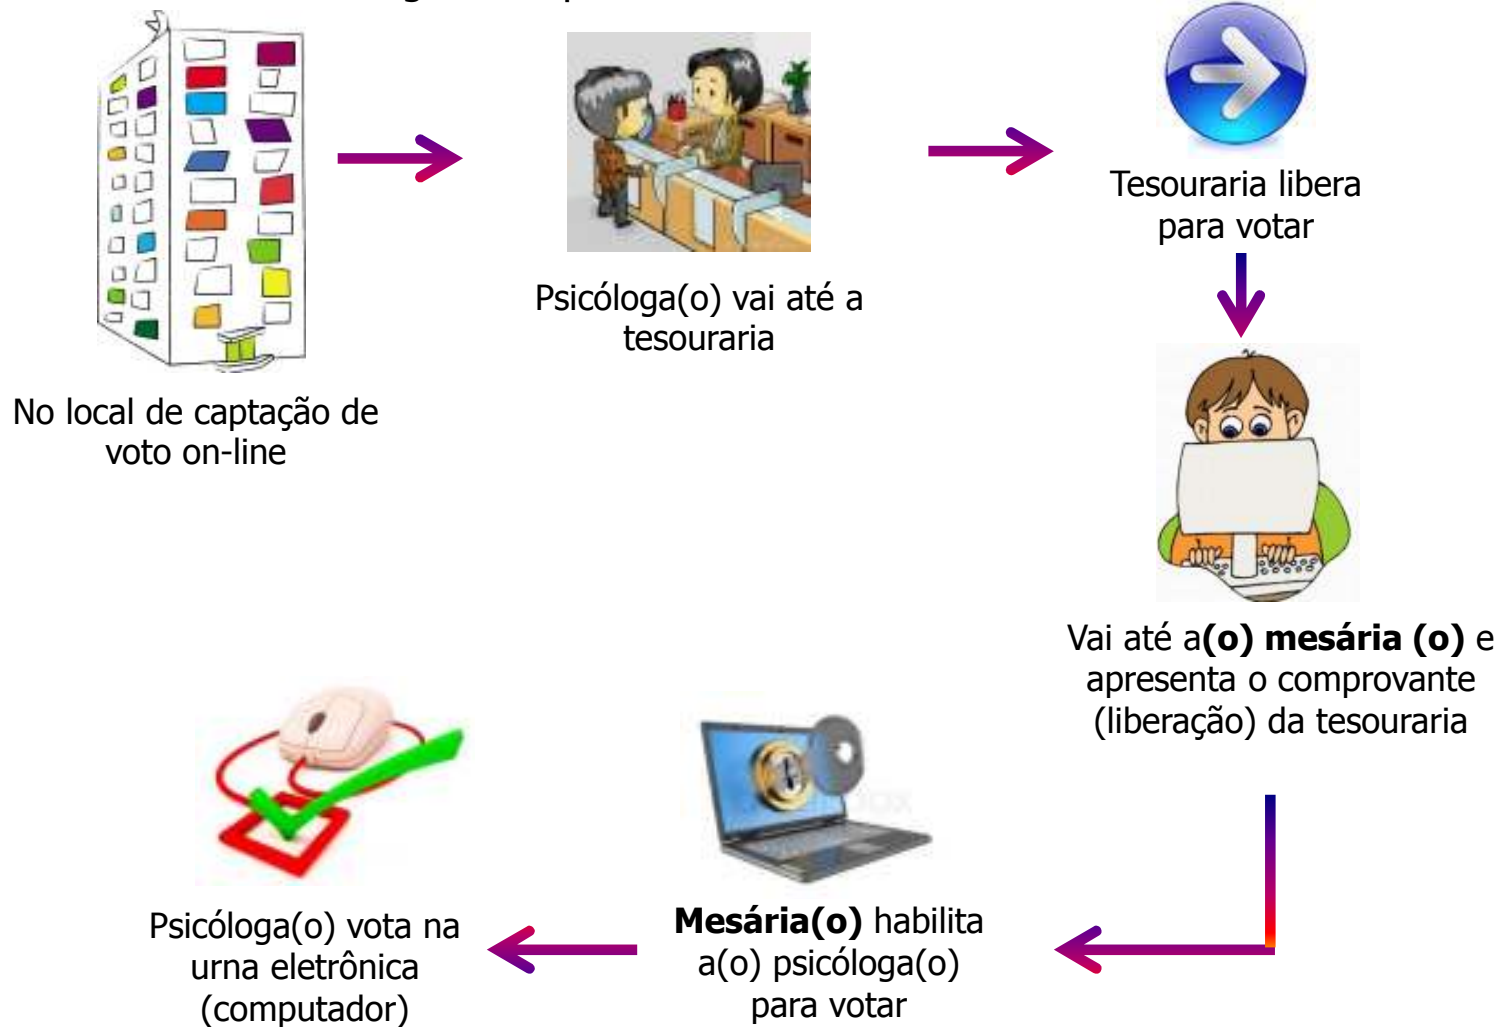 No local de captação de
voto on-line
Psicóloga(o) vai até a
tesouraria
Tesouraria libera
para votar
Vai até a(o) mesária (o) e
apresenta o comprovante
(liberação) da tesouraria
Mesária(o) habilita
a(o) psicóloga(o)
para votar
Psicóloga(o) vota na
urna eletrônica
(computador)